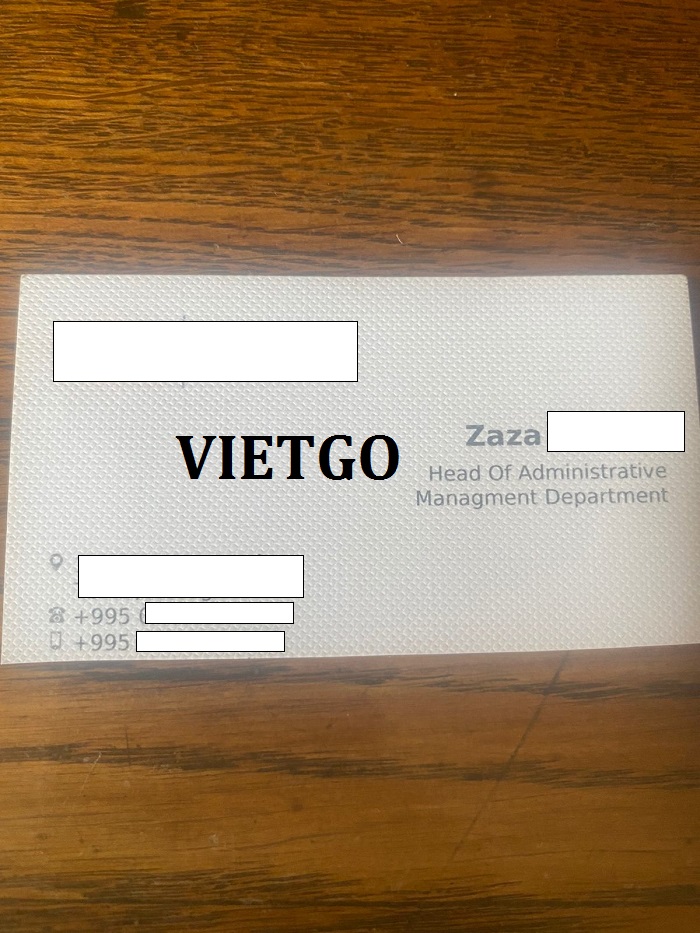 VIETGO
Zaza
Head Of Administrative
Managment Department
+995
+995